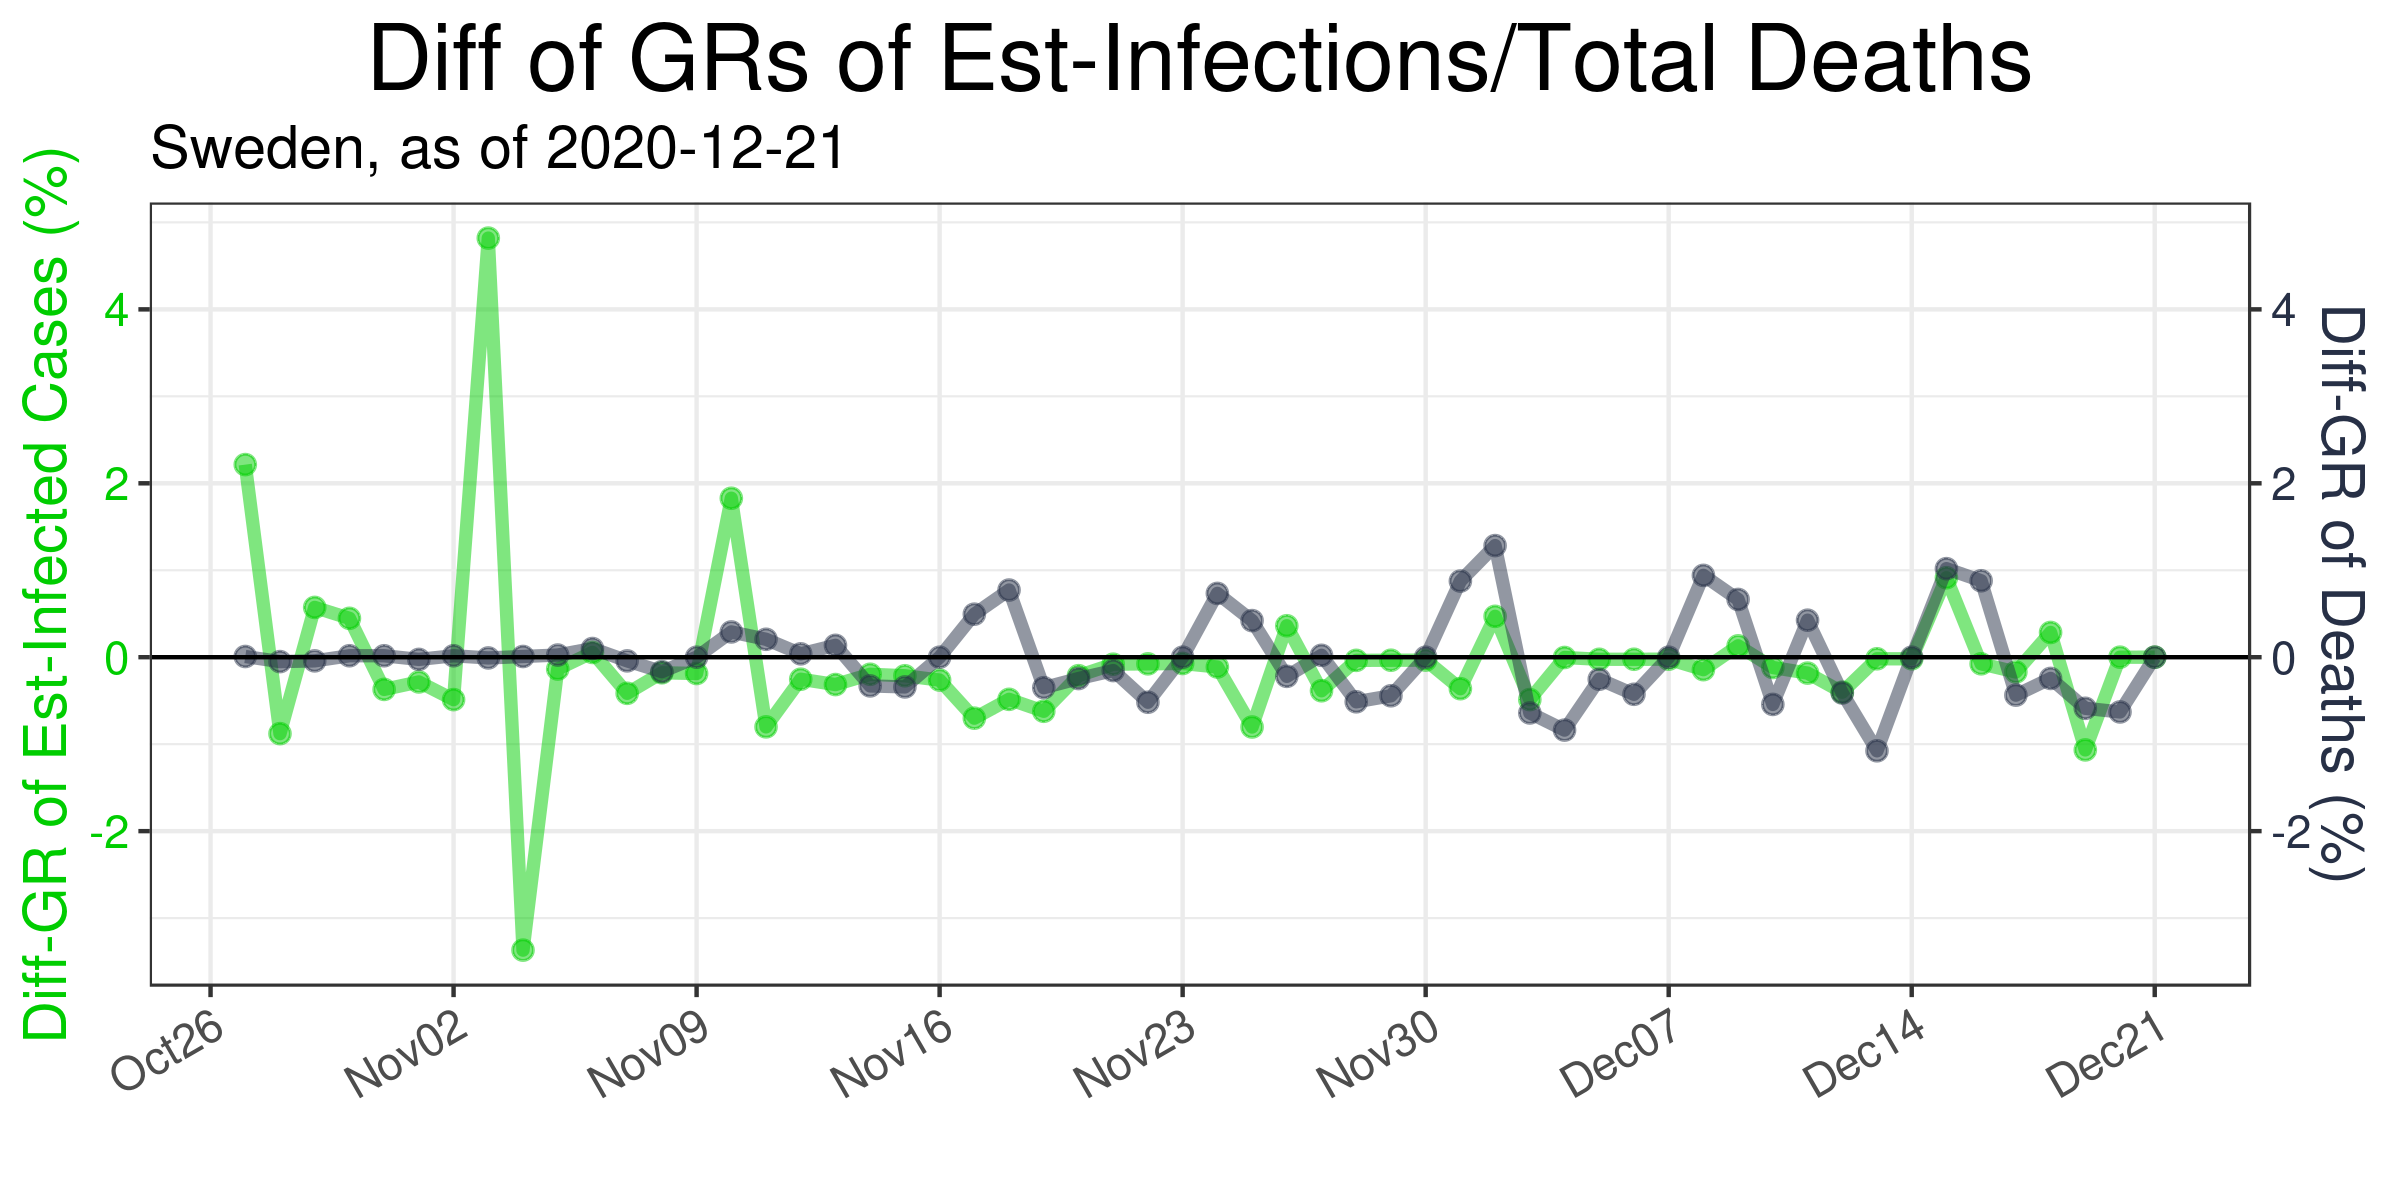 Diff of GRs of Est-Infections/Total Deaths
Sweden, as of 2020-12-21
Diff-GR of Est-Infected Cases (%)
4
2
0
-2
4
2
0
-2
Diff-GR of Deaths (%)
Oct26
Nov02
Nov09
Nov16
Nov23
Nov30
Dec07
Dec14
Dec21